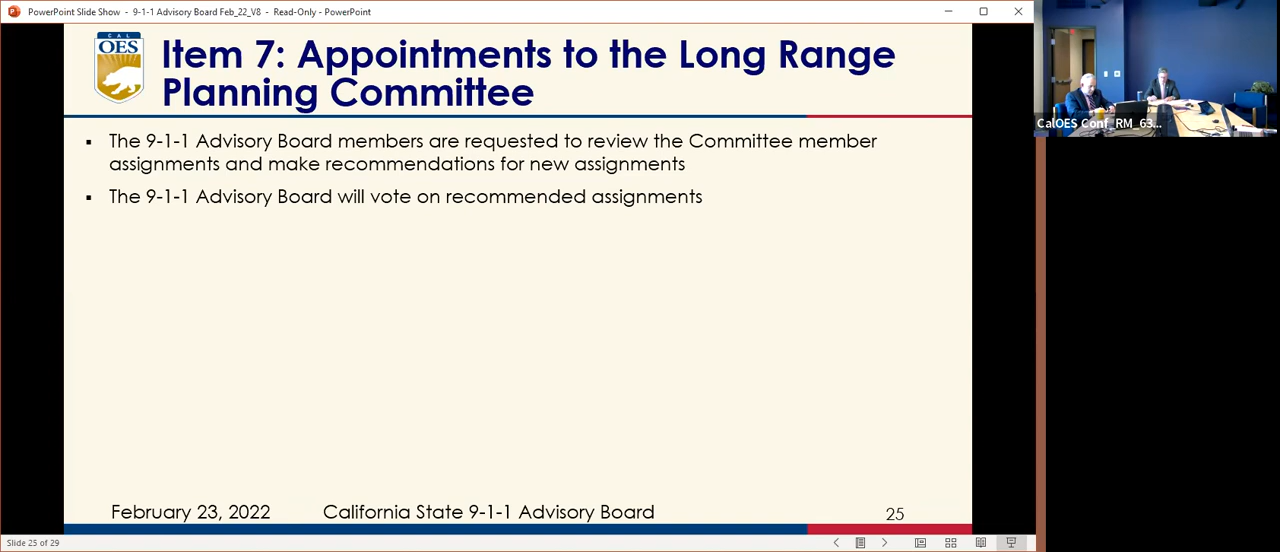 PowerPoint Slide Show - 9-1-1 Advisory Board Feb_22_V8 - Read-Only - PowerPoint
CAL
OES
Item 7: Appointments to the Long Range
Planning Committee
▪ The 9-1-1 Advisory Board members are requested to review the Committee member
assignments and make recommendations for new assignments
▪ The 9-1-1 Advisory Board will vote on recommended assignments
February 23, 2022 California State 9-1-1 Advisory Board 25
Slide 25 of 29
CalOES Conf_RM_63...